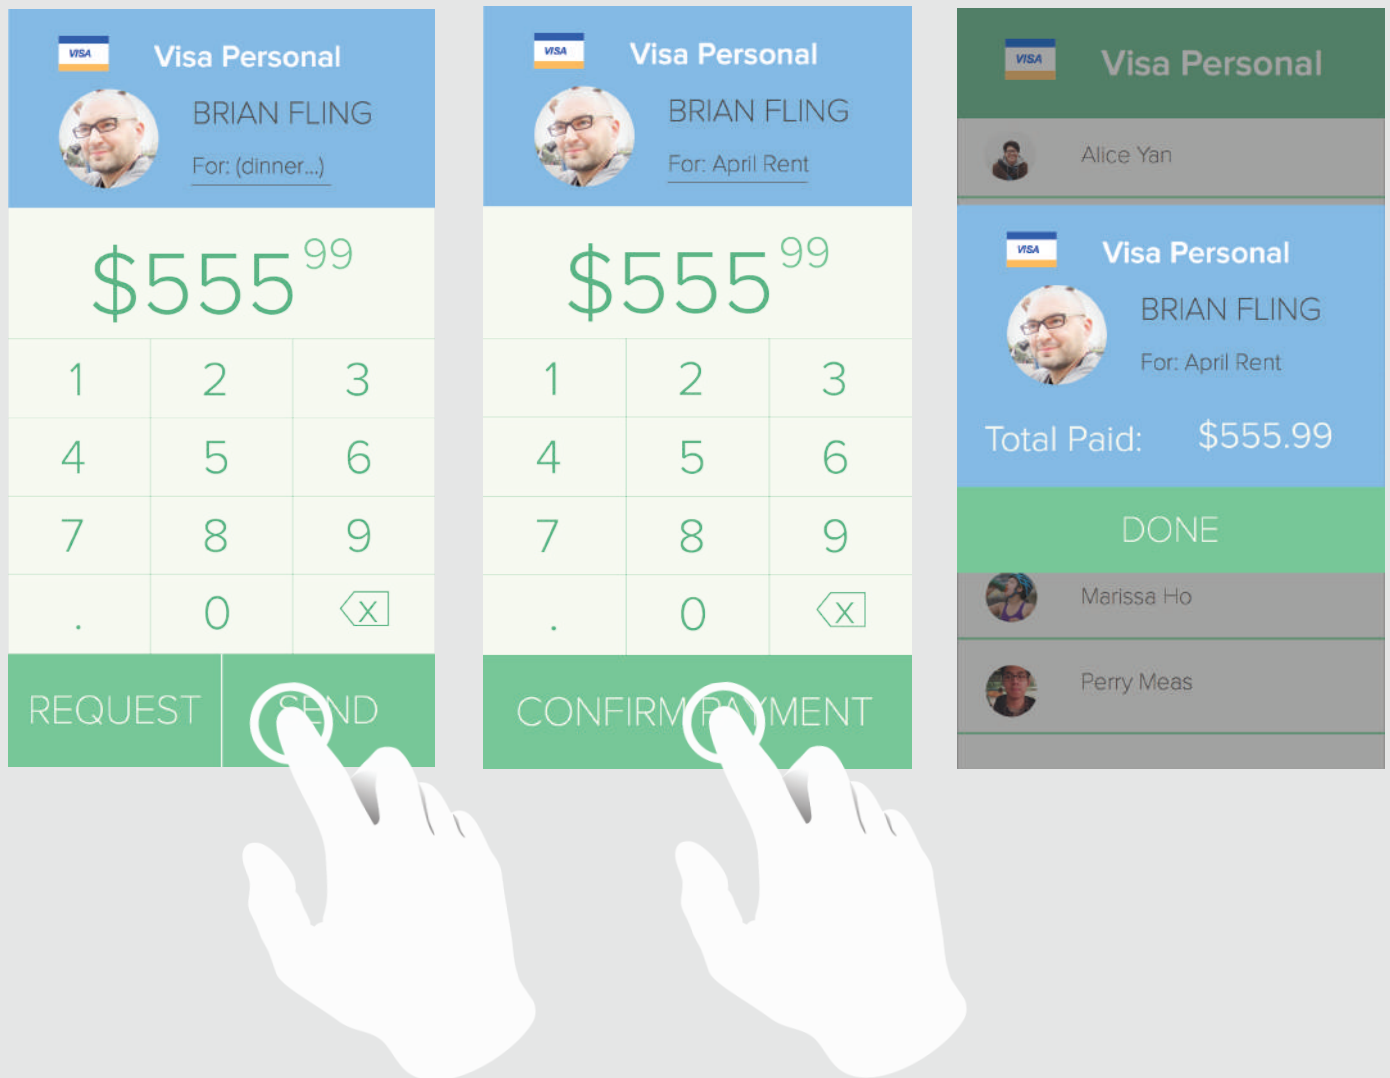 VISA
Visa Personal
BRIAN FLING
For: (dinner...)
$555 99
1 2 3
4 5 6
7 8 9
. 0 X
REQUEST SEND
VISA
Visa Personal
BRIAN FLING
For: April Rent
$555 99
1 2 3
4 5 6
7 8 9
. 0 X
CONFIRM PAYMENT
VISA
Visa Personal
Alice Yan
VISA
Visa Personal
BRIAN FLING
For: April Rent
Total Paid: $555.99
DONE
Marissa Ho
Perry Meas